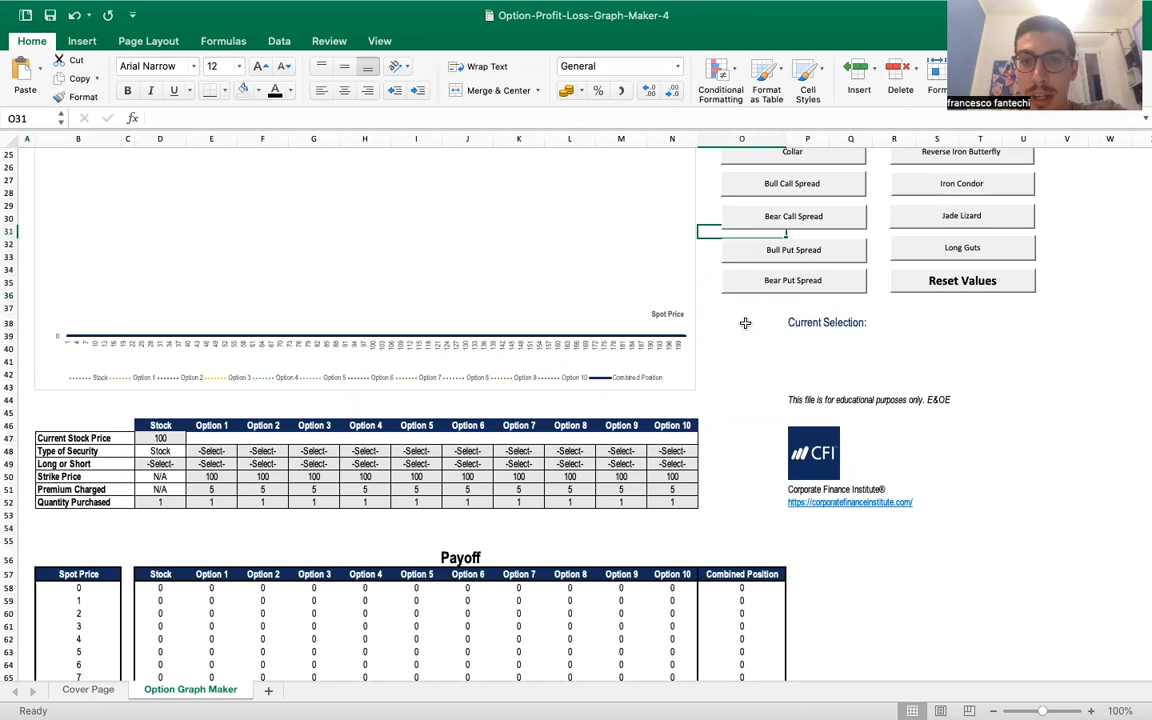 Option-Profit-Loss-Graph-Maker-4
Home Insert Page Layout Formulas Data Review View
Paste
Cut
Copy
Format
Arial Narrow 12
B I U
Wrap Text
Merge & Center
General
Conditional Formatting
Format as Table
Cell Styles
Insert
Delete
francesco fantechi
O31
fx
A B C D E F G H I J K L M N O P Q R S T U V W
Collar Reverse Iron Butterfly
Bull Call Spread Iron Condor
Bear Call Spread Jade Lizard
Bull Put Spread Long Guts
Bear Put Spread Reset Values
Spot Price
Current Selection:
0
Stock Option 1 Option 2 Option 3 Option 4 Option 5 Option 6 Option 7 Option 8 Option 9 Option 10 Combined Position
This file is for educational purposes only. E&OE
Stock Option 1 Option 2 Option 3 Option 4 Option 5 Option 6 Option 7 Option 8 Option 9 Option 10
Current Stock Price 100
Type of Security Stock -Select- -Select- -Select- -Select- -Select- -Select- -Select- -Select- -Select- -Select-
Long or Short -Select- -Select- -Select- -Select- -Select- -Select- -Select- -Select- -Select- -Select- -Select-
Strike Price N/A 100 100 100 100 100 100 100 100 100 100
Premium Charged N/A 5 5 5 5 5 5 5 5 5 5
Quantity Purchased 1 1 1 1 1 1 1 1 1 1 1
CFI
Corporate Finance Institute®
https://corporatefinanceinstitute.com/
Payoff
Spot Price Stock Option 1 Option 2 Option 3 Option 4 Option 5 Option 6 Option 7 Option 8 Option 9 Option 10 Combined Position
0 0 0 0 0 0 0 0 0 0 0 0 0
1 0 0 0 0 0 0 0 0 0 0 0 0
2 0 0 0 0 0 0 0 0 0 0 0 0
3 0 0 0 0 0 0 0 0 0 0 0 0
4 0 0 0 0 0 0 0 0 0 0 0 0
5 0 0 0 0 0 0 0 0 0 0 0 0
6 0 0 0 0 0 0 0 0 0 0 0 0
7 0 0 0 0 0 0 0 0 0 0 0 0
Cover Page Option Graph Maker
Ready
100%